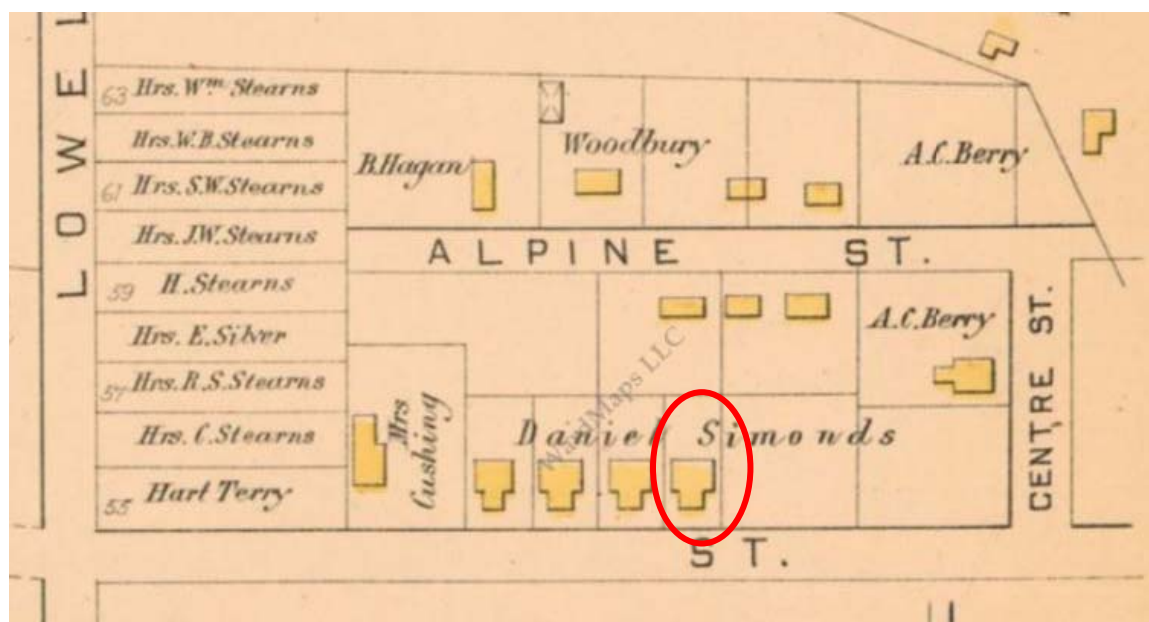 LOWEL
63 Hrs. Wm. Stearns
Hrs. W.B. Stearns
61 Hrs. S.W. Stearns
Hrs. J.W. Stearns
59 H. Stearns
Hrs. E. Silver
57 Hrs. R.S. Stearns
Hrs. C. Stearns
55 Hart Terry
B. Hagan
Woodbury
A.C. Berry
ALPINE ST.
A.C. Berry
CENTRE ST.
Mrs
Cushing
Daniel Simonds
WardMaps LLC
ST.